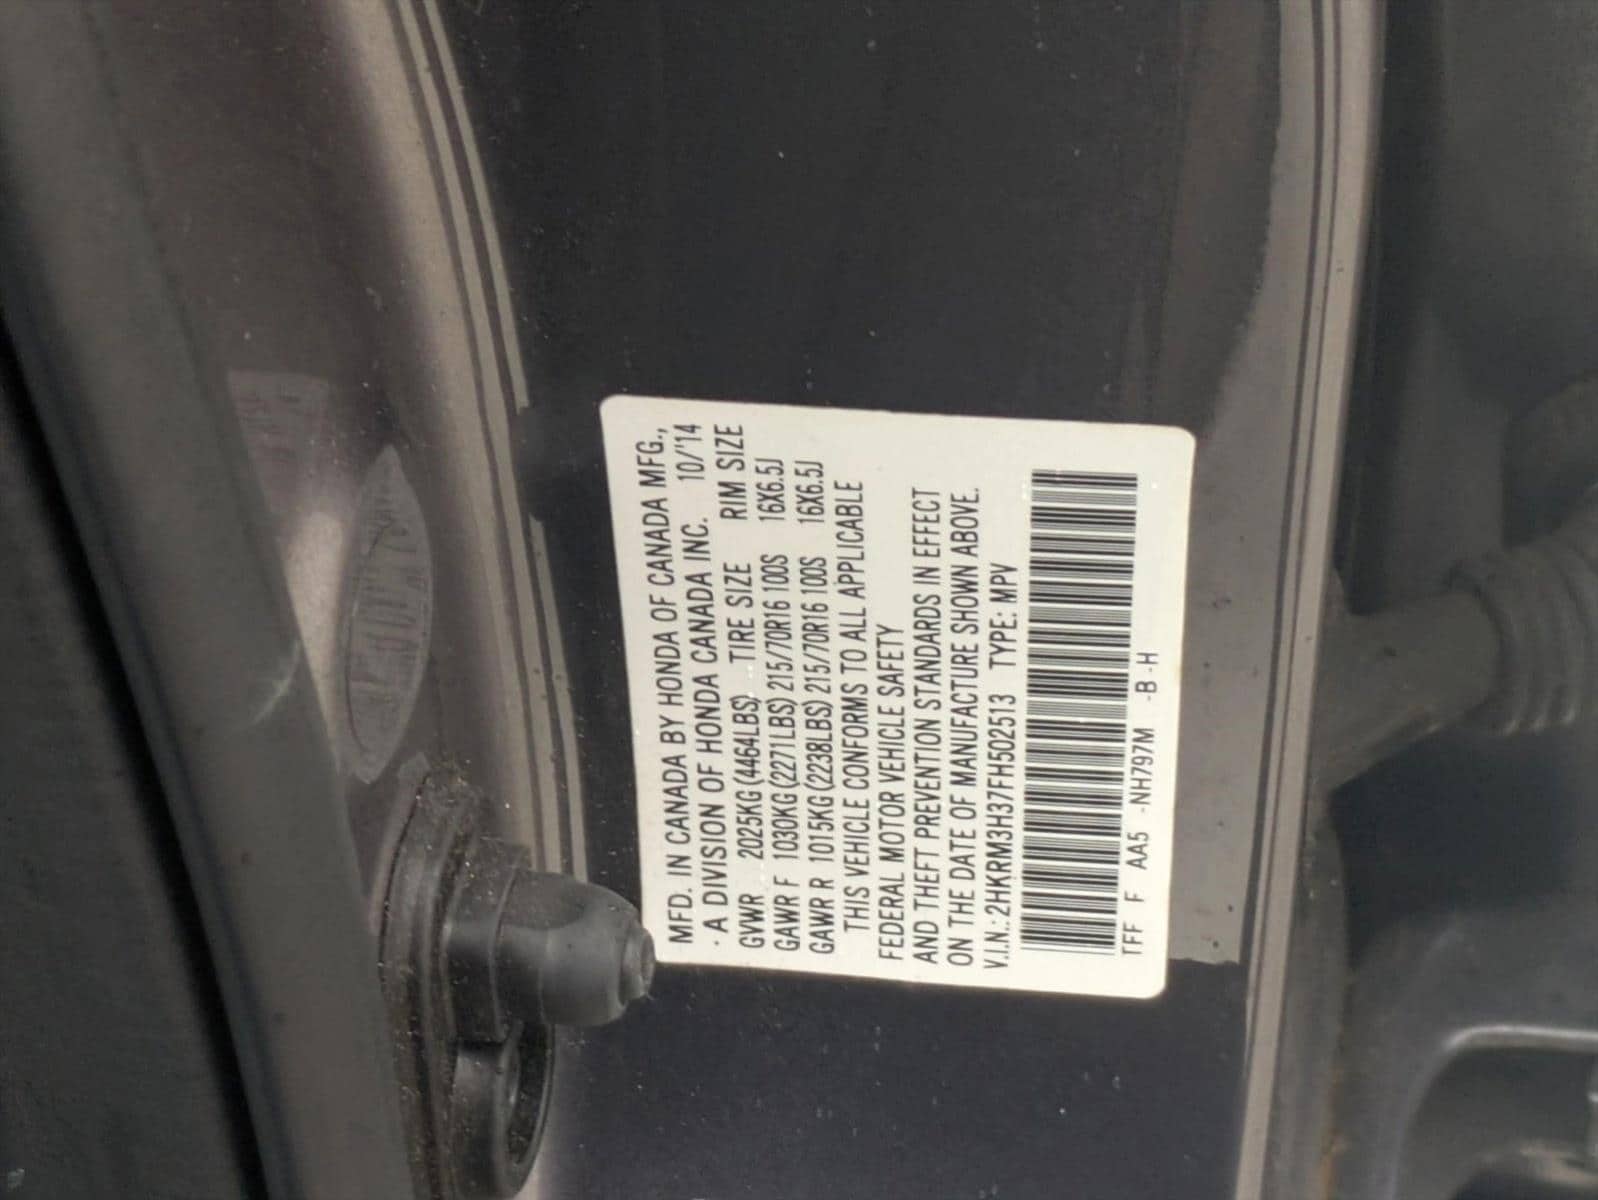 MFD. IN CANADA BY HONDA OF CANADA MFG.,
· A DIVISION OF HONDA CANADA INC. 10/'14
GVWR 2025KG(4464LBS) TIRE SIZE RIM SIZE
GAWR F 1030KG(2271LBS)215/70R16 100S 16X6.5J
GAWR R 1015KG(2238LBS)215/70R16 100S 16X6.5J
THIS VEHICLE CONFORMS TO ALL APPLICABLE
FEDERAL MOTOR VEHICLE SAFETY
AND THEFT PREVENTION STANDARDS IN EFFECT
ON THE DATE OF MANUFACTURE SHOWN ABOVE.
V.I.N.:2HKRM3H37FH502513 TYPE: MPV
TFF F AA5 -NH797M -B -H